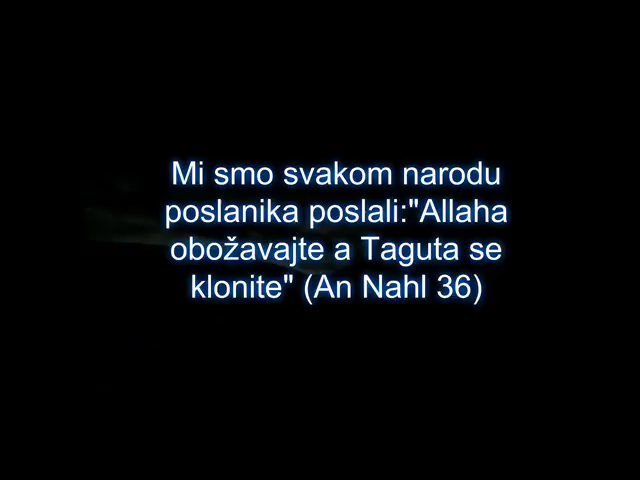 Mi smo svakom narodu
poslanika poslali:"Allaha
obožavajte a Taguta se
klonite" (An Nahl 36)